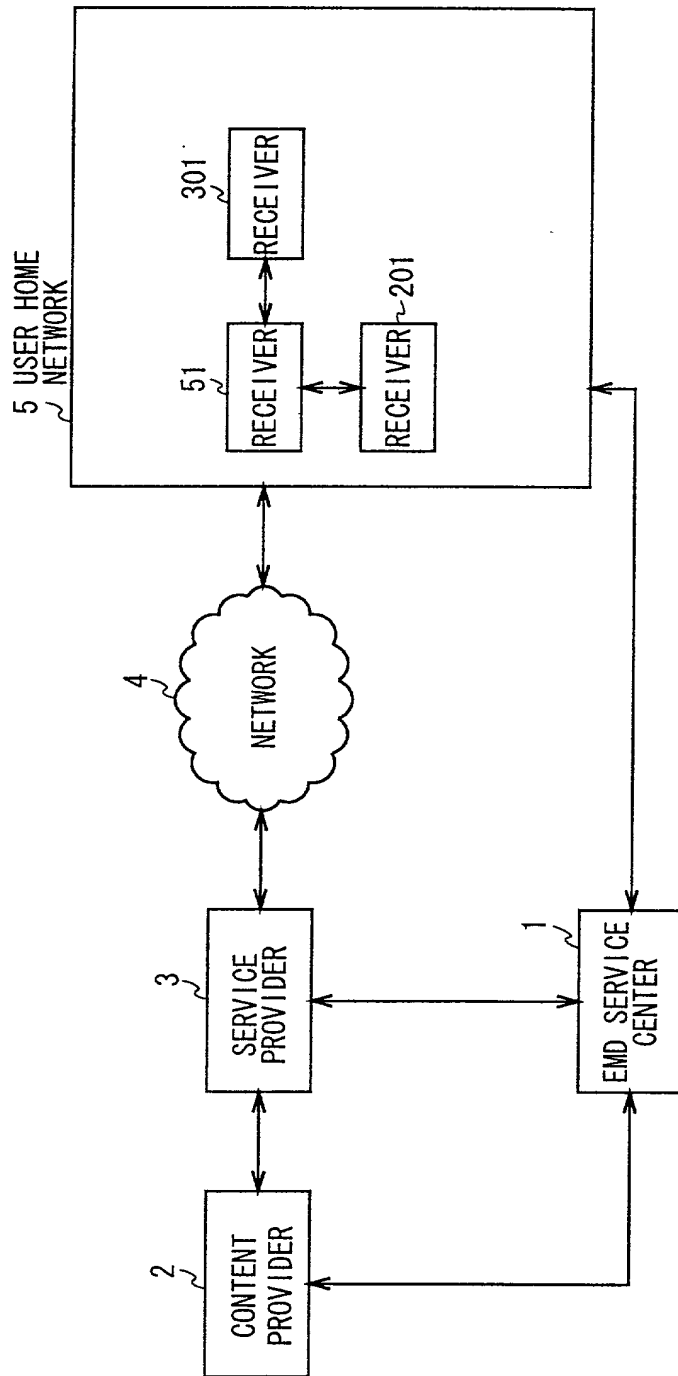 5 USER HOME
NETWORK
51
RECEIVER
301
RECEIVER
RECEIVER
201
4
NETWORK
3
SERVICE
PROVIDER
2
CONTENT
PROVIDER
1
EMD SERVICE
CENTER